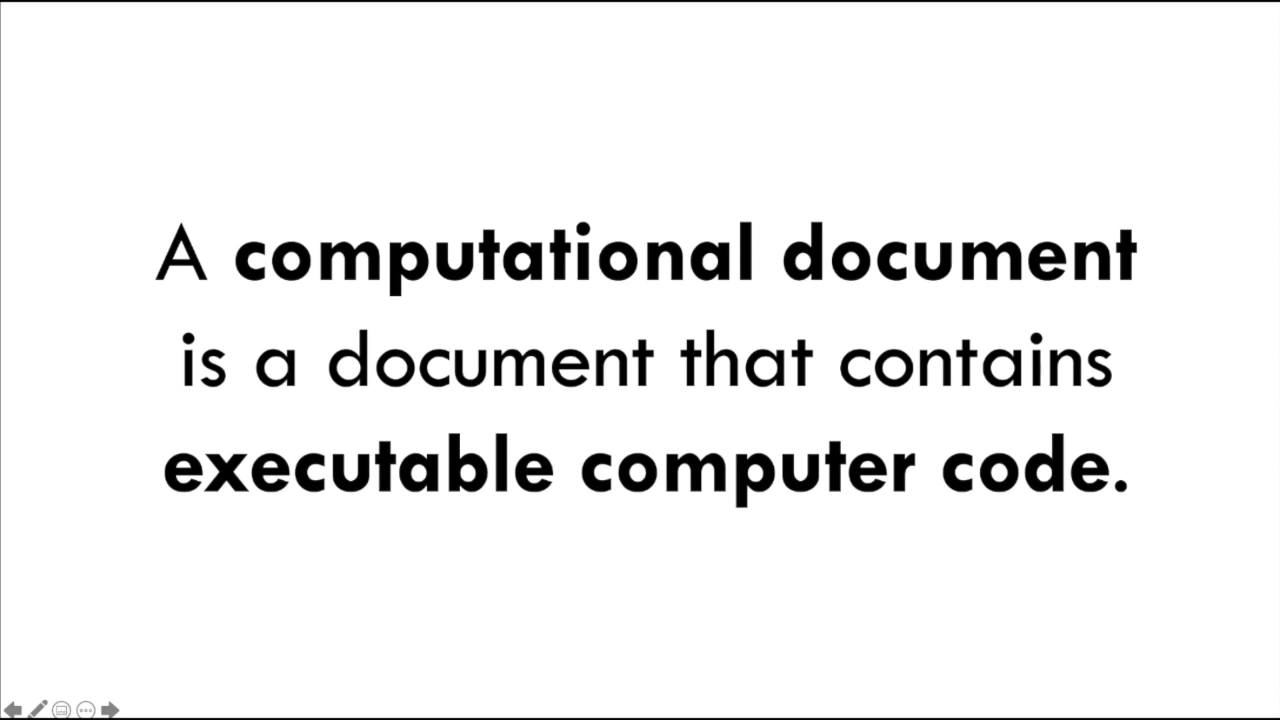 A computational document
is a document that contains
executable computer code.